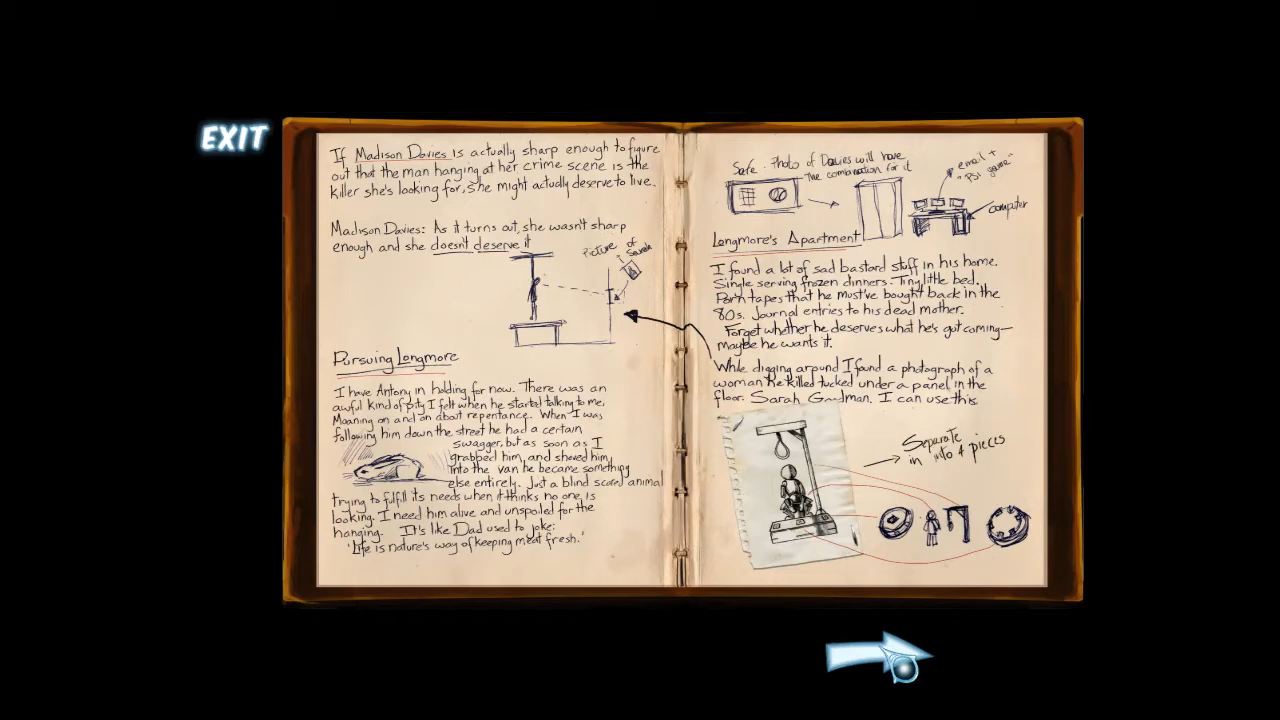 EXIT
If Madison Davies is actually sharp enough to figure
out that the man hanging at her crime scene is the
killer she's looking for, she might actually deserve to live.
Madison Davies: As it turns out, she wasn't sharp
enough and she doesn't deserve it
Picture of
Sarah
Pursuing Longmore
I have Antony in holding for now. There was an
awful kind of pity I felt when he started talking to me,
Moaning on and on about repentance. When I was
following him down the street he had a certain
swagger, but as soon as I
grabbed him, and shoved him
into the van he became something
else entirely. Just a blind scared animal
trying to fulfill its needs when it thinks no one is
looking. I need him alive and unspoiled for the
hanging. It's like Dad used to joke:
'Life is nature's way of keeping meat fresh.'
Safe - Photo of Davies will have
the combination for it
email +
"PSI game"
computer
Longmore's Apartment
I found a lot of sad bastard stuff in his home.
Single serving frozen dinners. Tiny little bed.
Porn tapes that he must've bought back in the
80s. Journal entries to his dead mother.
Forget whether he deserves what he's got coming—
maybe he wants it.
While digging around I found a photograph of a
woman he killed tucked under a panel in the
floor. Sarah Goodman. I can use this.
Separate
in into 4 pieces